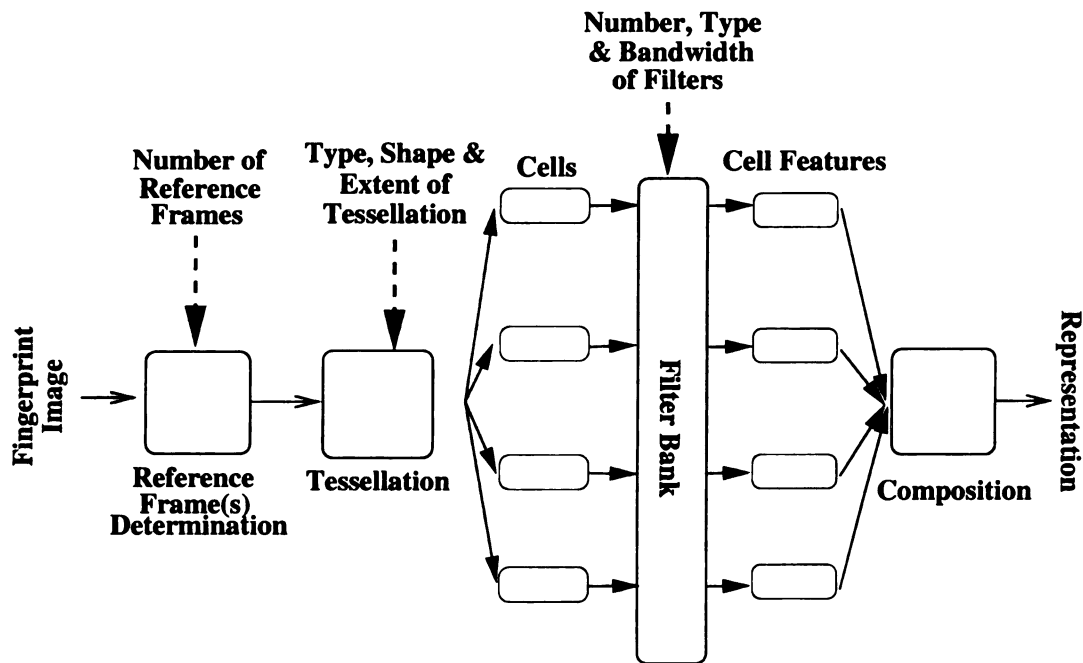 Number, Type
& Bandwidth
of Filters
Number of
Reference
Frames
Type, Shape &
Extent of
Tessellation
Cells
Cell Features
Fingerprint
Image
Filter Bank
Representation
Reference
Frame(s)
Determination
Tessellation
Composition